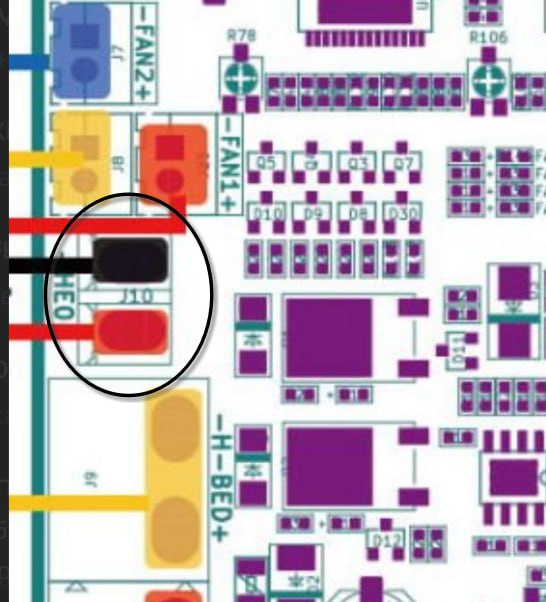 J7
-FAN2+
R78
R106
J8
-FAN1+
Q5
Q3
Q7
D10
D9
D8
D30
HE0
J10
D11
J9
-H-BED+
D12